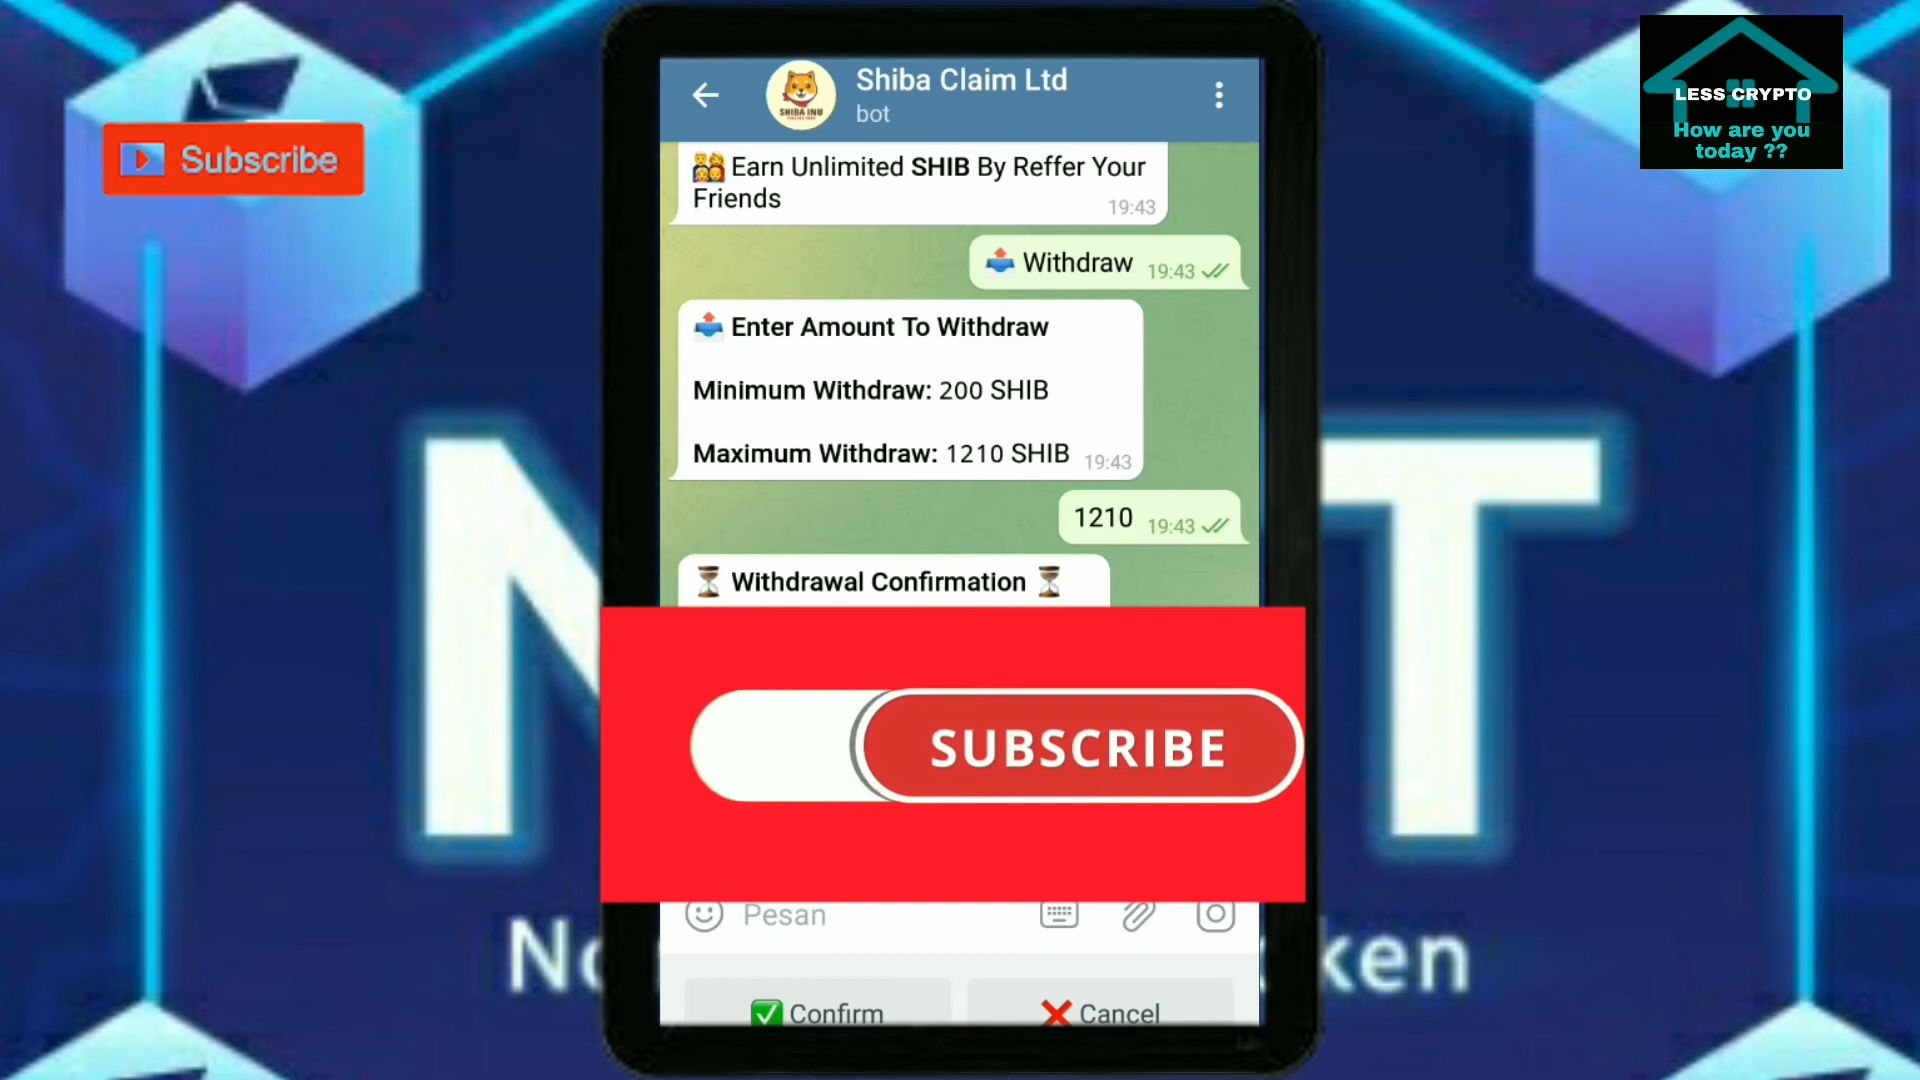 Subscribe
LESS CRYPTO
How are you
today ??
Shiba Claim Ltd
bot
SHIBA INU
Earn Unlimited SHIB By Reffer Your
Friends
19:43
Withdraw 19:43
Enter Amount To Withdraw
Minimum Withdraw: 200 SHIB
Maximum Withdraw: 1210 SHIB 19:43
1210 19:43
Withdrawal Confirmation
SUBSCRIBE
Pesan
Confirm
Cancel
N
T